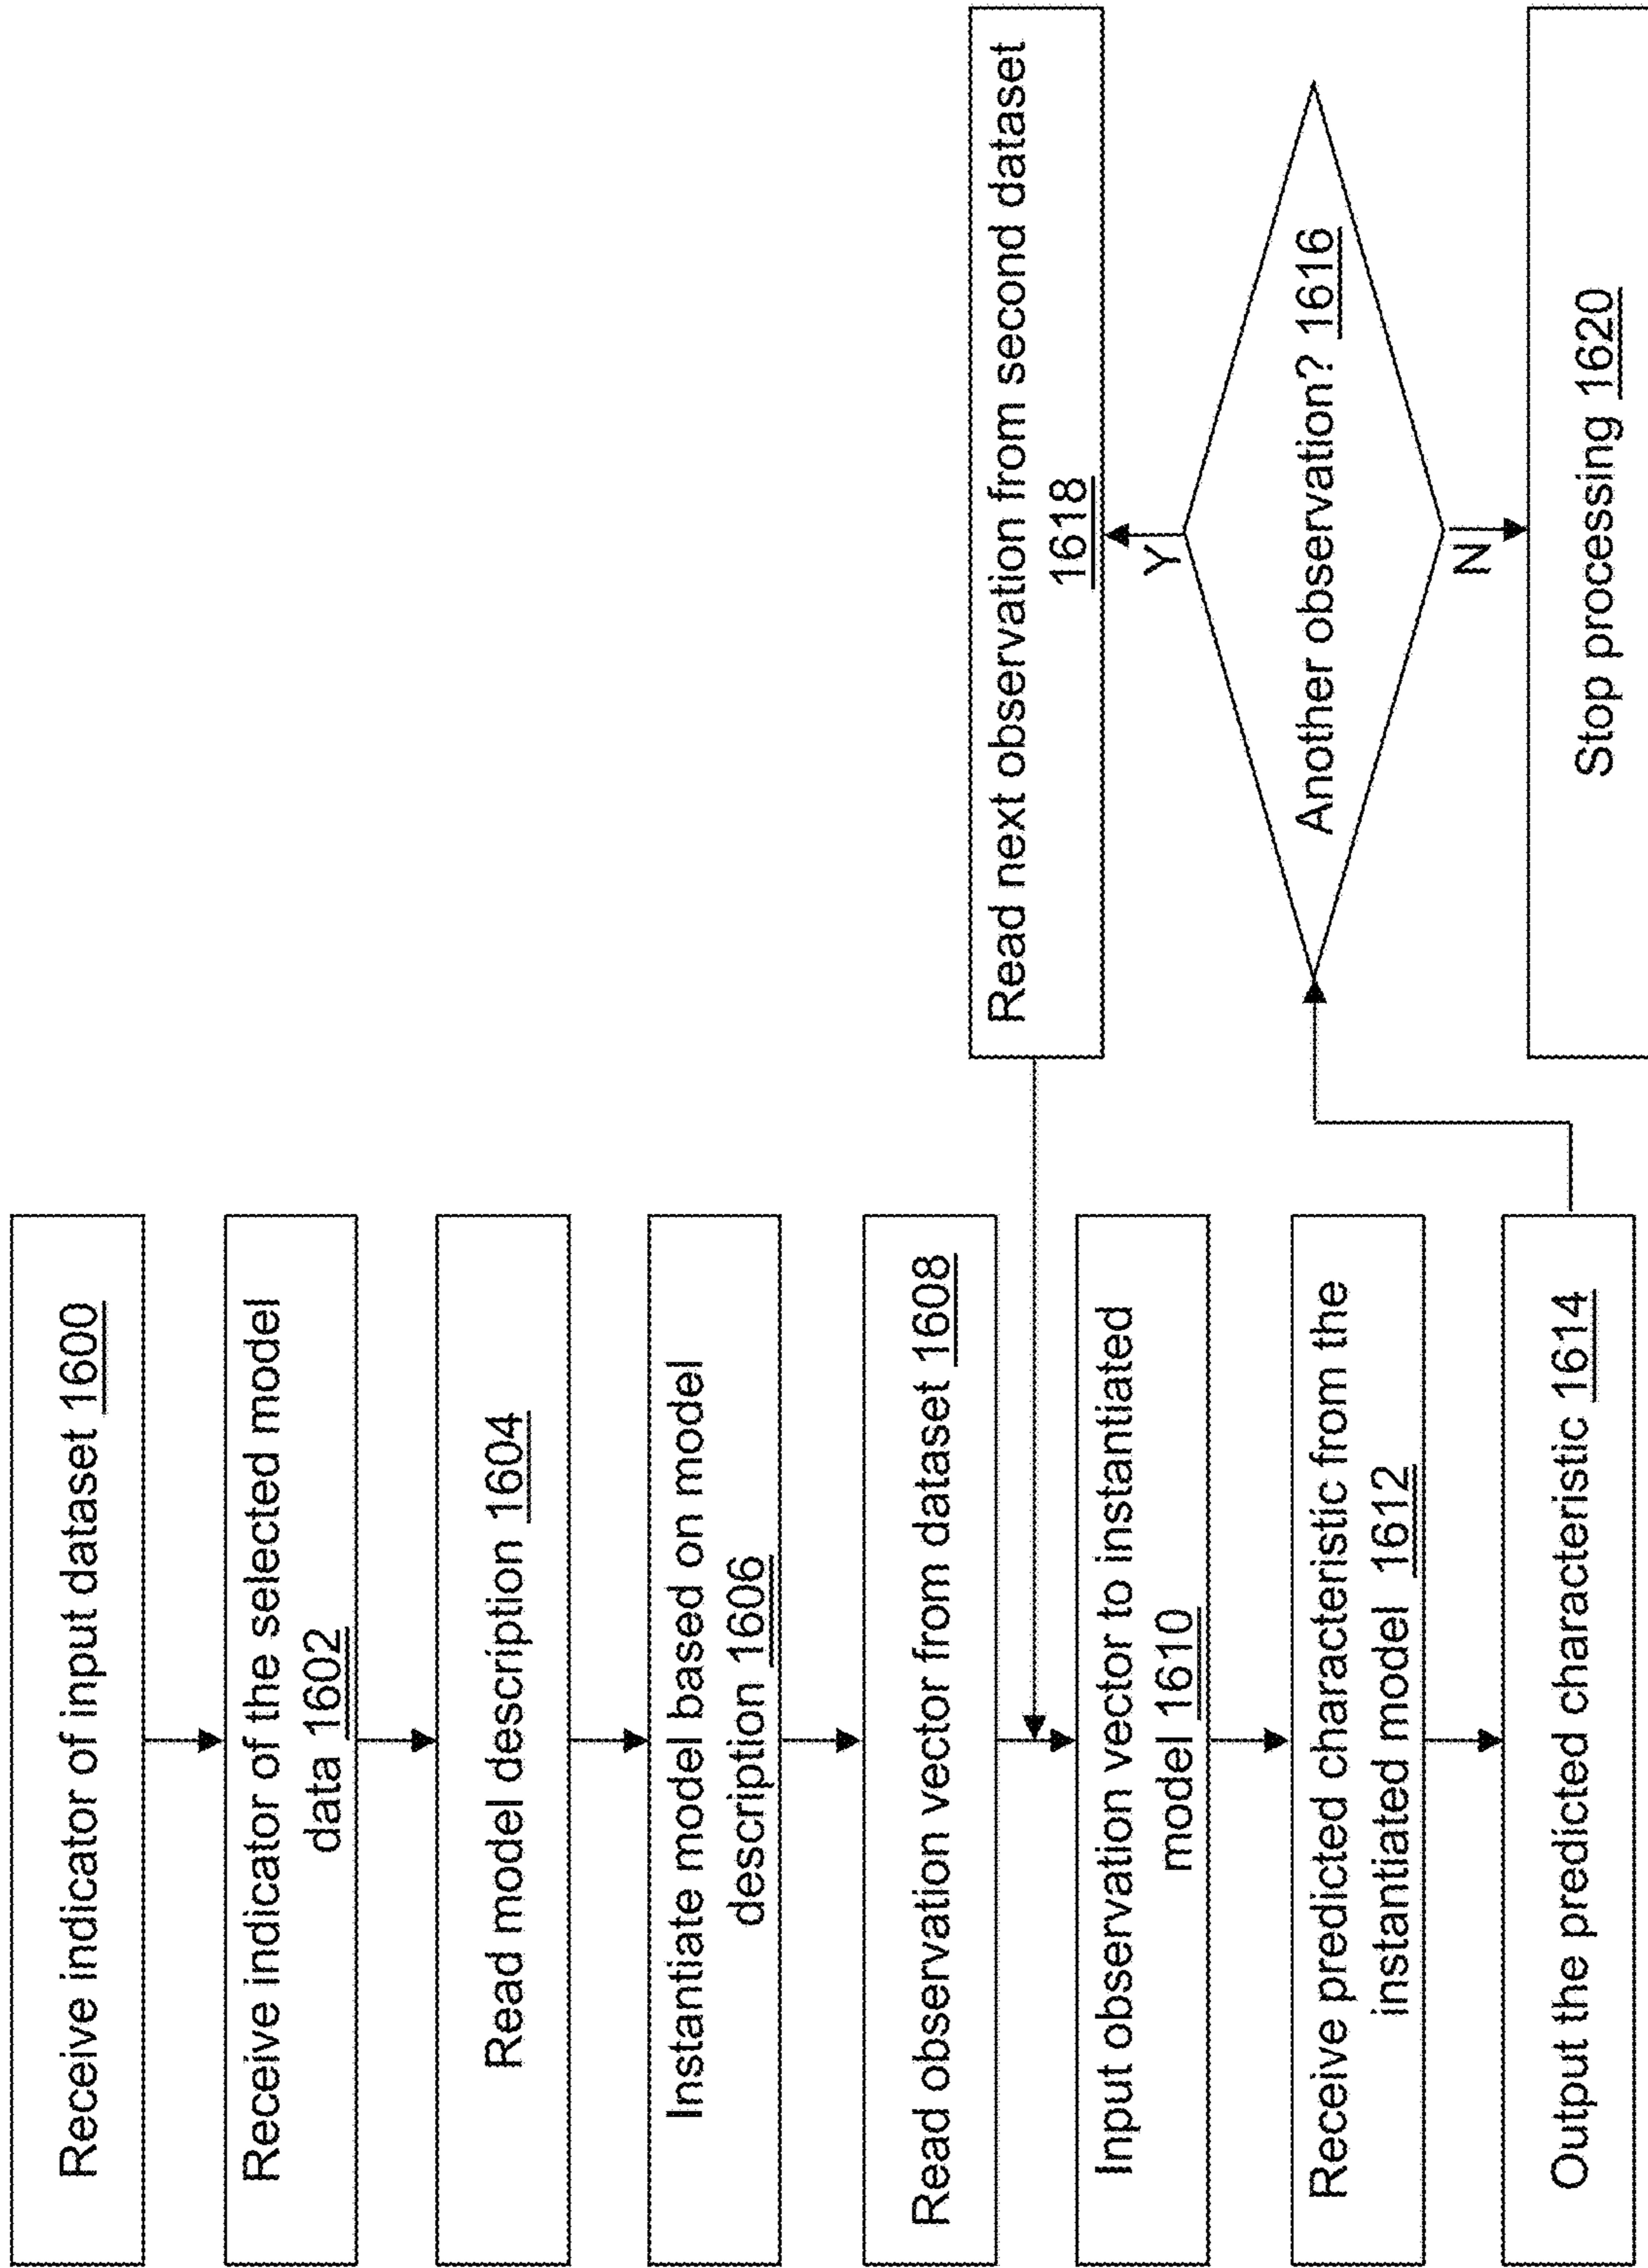 Receive indicator of input dataset 1600
Receive indicator of the selected model
data 1602
Read model description 1604
Instantiate model based on model
description 1606
Read observation vector from dataset 1608
Input observation vector to instantiated
model 1610
Receive predicted characteristic from the
instantiated model 1612
Output the predicted characteristic 1614
Read next observation from second dataset
1618
Y
Another observation? 1616
N
Stop processing 1620